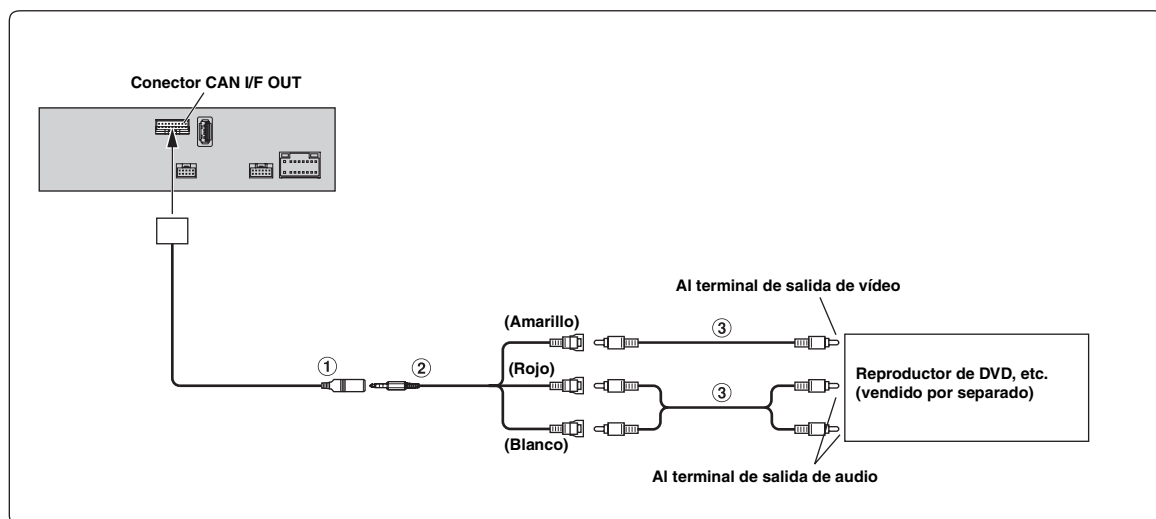 Conector CAN I/F OUT
Al terminal de salida de vídeo
(Amarillo)
③
①
②
(Rojo)
③
Reproductor de DVD, etc.
(vendido por separado)
(Blanco)
Al terminal de salida de audio